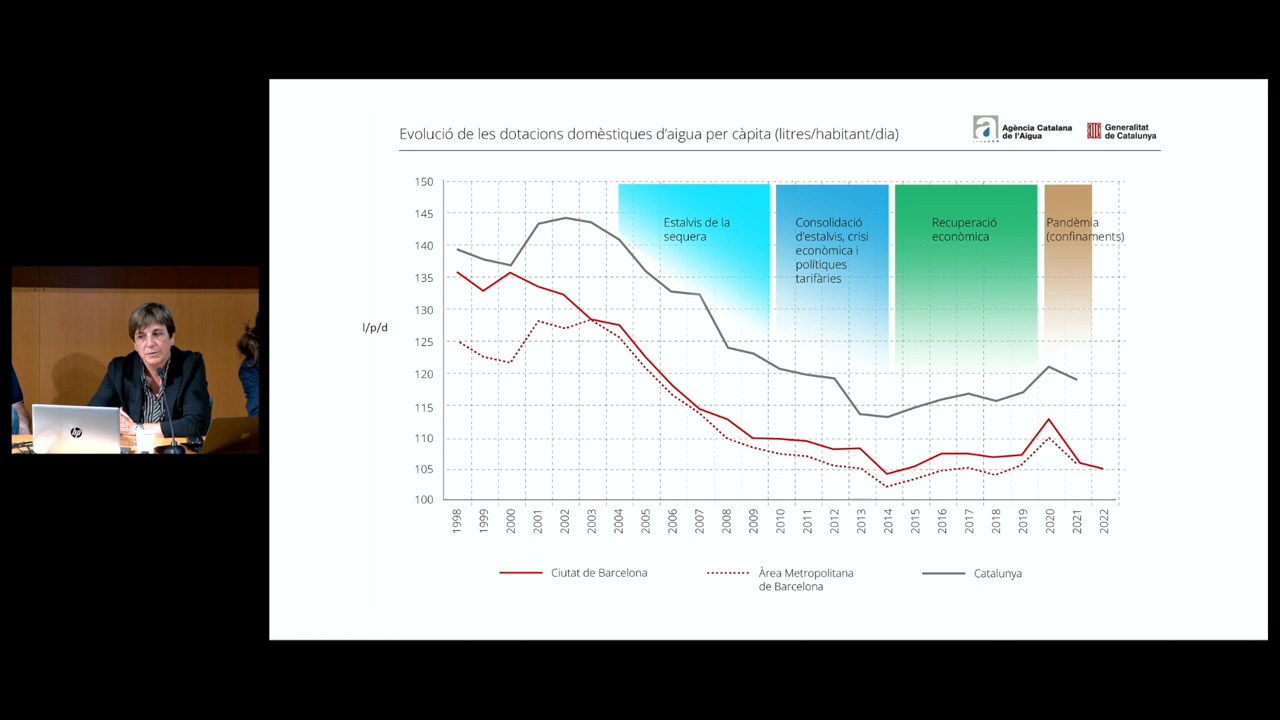 Evolució de les dotacions domèstiques d'aigua per càpita (litres/habitant/dia)
Agència Catalana
de l'Aigua
Generalitat
de Catalunya
150
145
140
135
130
125
120
115
110
105
100
l/p/d
Estalvis de la
sequera
Consolidació
d'estalvis, crisi
econòmica i
polítiques
tarifàries
Recuperació
econòmica
Pandèmia
(confinaments)
1998
1999
2000
2001
2002
2003
2004
2005
2006
2007
2008
2009
2010
2011
2012
2013
2014
2015
2016
2017
2018
2019
2020
2021
2022
Ciutat de Barcelona
Àrea Metropolitana
de Barcelona
Catalunya
hp